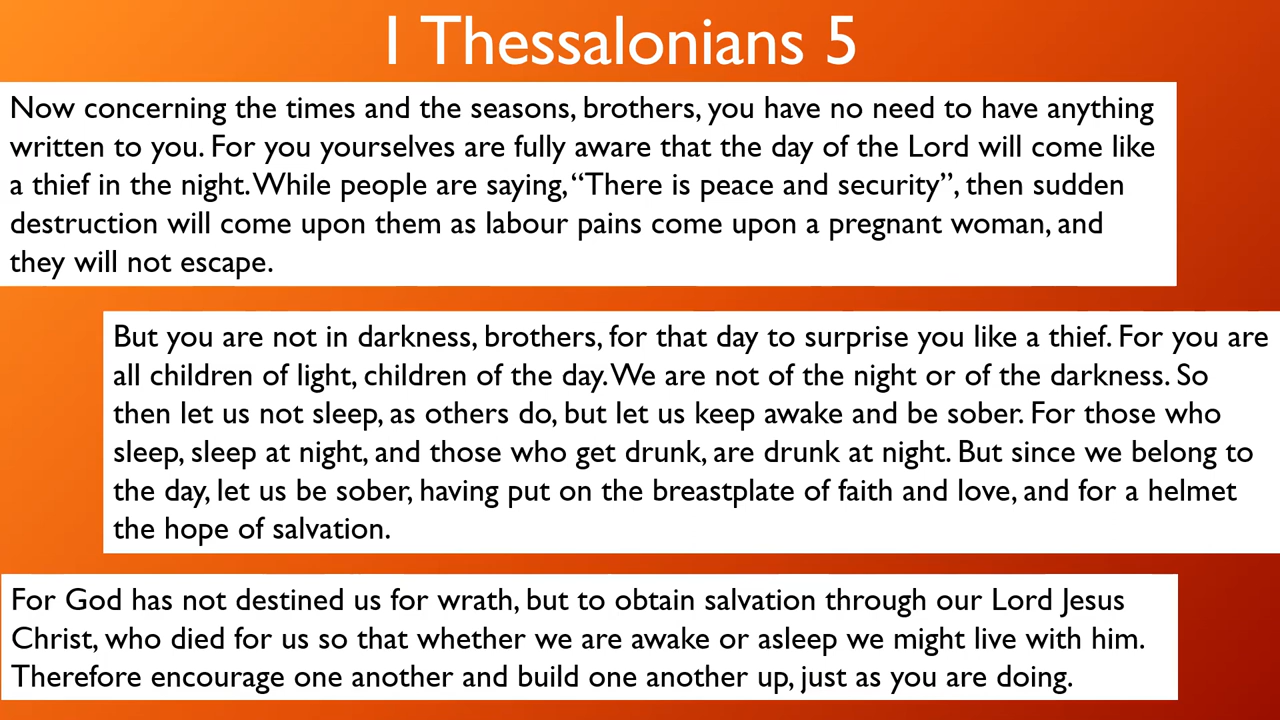 1 Thessalonians 5
Now concerning the times and the seasons, brothers, you have no need to have anything
written to you. For you yourselves are fully aware that the day of the Lord will come like
a thief in the night. While people are saying, “There is peace and security”, then sudden
destruction will come upon them as labour pains come upon a pregnant woman, and
they will not escape.
But you are not in darkness, brothers, for that day to surprise you like a thief. For you are
all children of light, children of the day. We are not of the night or of the darkness. So
then let us not sleep, as others do, but let us keep awake and be sober. For those who
sleep, sleep at night, and those who get drunk, are drunk at night. But since we belong to
the day, let us be sober, having put on the breastplate of faith and love, and for a helmet
the hope of salvation.
For God has not destined us for wrath, but to obtain salvation through our Lord Jesus
Christ, who died for us so that whether we are awake or asleep we might live with him.
Therefore encourage one another and build one another up, just as you are doing.